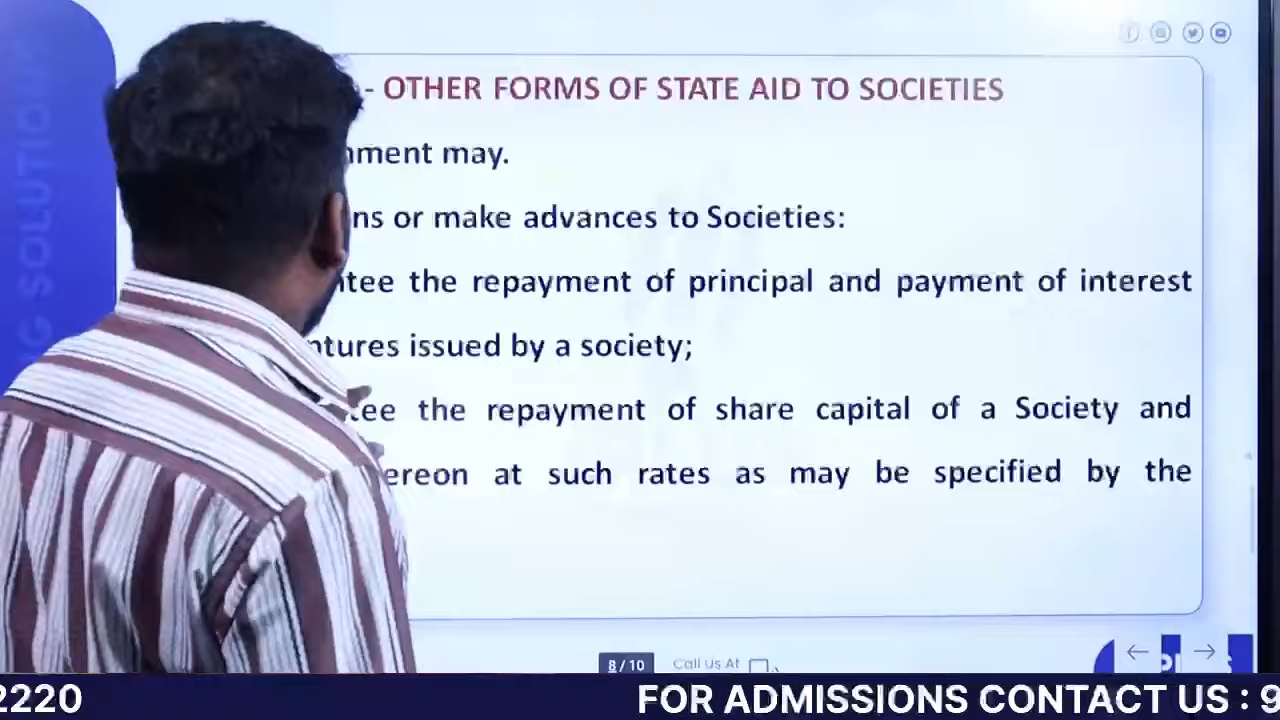 - OTHER FORMS OF STATE AID TO SOCIETIES
nment may.
ns or make advances to Societies:
tee the repayment of principal and payment of interest
ntures issued by a society;
tee the repayment of share capital of a Society and
ereon at such rates as may be specified by the
8 / 10 Call Us At
2220 FOR ADMISSIONS CONTACT US : 9
G SOLUTION